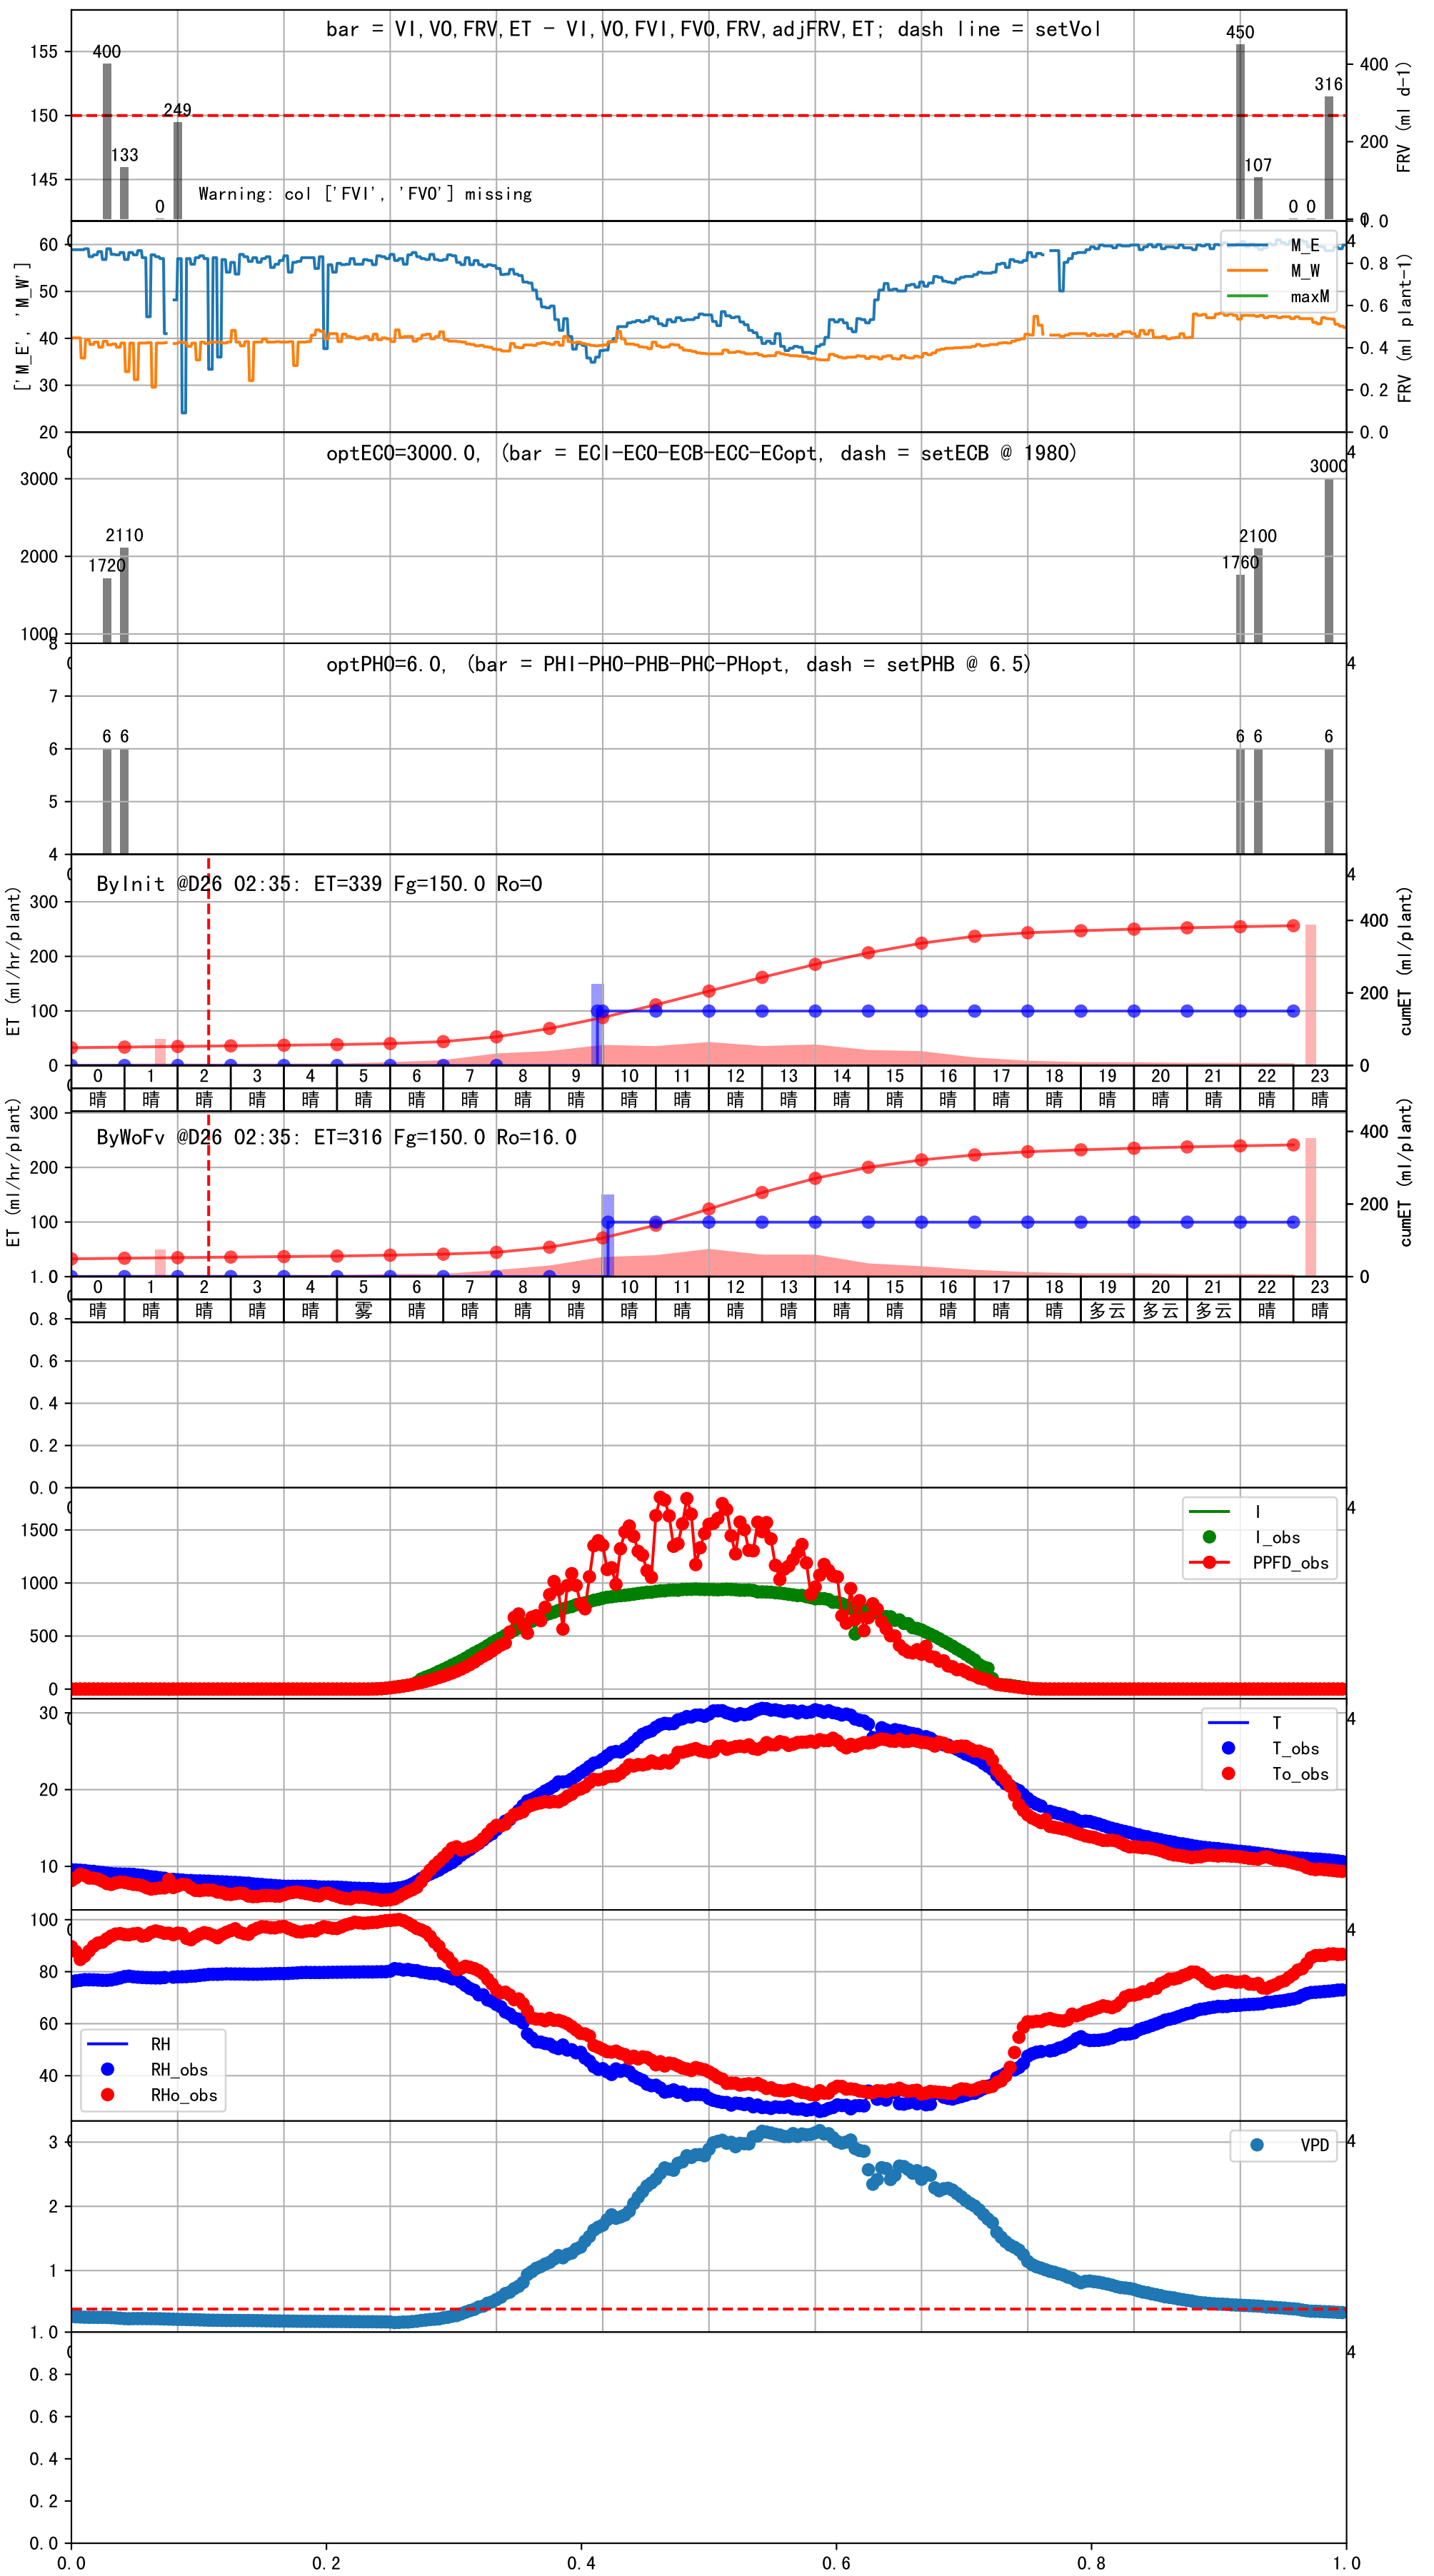 bar = VI,VO,FRV,ET - VI,VO,FVI,FVO,FRV,adjFRV,ET; dash line = setVol
155
150
145
400
133
0
249
450
107
0 0
316
Warning: col ['FVI', 'FVO'] missing
400
200
0
FRV (ml d-1)
1.0
['M_E', 'M_W']
60
50
40
30
20
M_E
M_W
maxM
4
0.8
0.6
0.4
0.2
0.0
FRV (ml plant-1)
optECO=3000.0, (bar = ECI-ECO-ECB-ECC-ECopt, dash = setECB @ 1980)
4
3000
2000
1000
1720
2110
1760
2100
3000
optPHO=6.0, (bar = PHI-PHO-PHB-PHC-PHopt, dash = setPHB @ 6.5)
4
8
7
6
5
4
6 6
6 6
6
ByInit @D26 02:35: ET=339 Fg=150.0 Ro=0
4
ET (ml/hr/plant)
300
200
100
0
400
200
0
cumET (ml/plant)
0 1 2 3 4 5 6 7 8 9 10 11 12 13 14 15 16 17 18 19 20 21 22 23
晴 晴 晴 晴 晴 晴 晴 晴 晴 晴 晴 晴 晴 晴 晴 晴 晴 晴 晴 晴 晴 晴 晴 晴
ByWoFv @D26 02:35: ET=316 Fg=150.0 Ro=16.0
ET (ml/hr/plant)
300
200
100
400
200
0
cumET (ml/plant)
0 1 2 3 4 5 6 7 8 9 10 11 12 13 14 15 16 17 18 19 20 21 22 23
晴 晴 晴 晴 晴 雾 晴 晴 晴 晴 晴 晴 晴 晴 晴 晴 晴 晴 晴 多云 多云 多云 晴 晴
1.0
0.8
0.6
0.4
0.2
0.0
4
1500
1000
500
0
I
I_obs
PPFD_obs
4
30
20
10
T
T_obs
To_obs
4
100
80
60
40
RH
RH_obs
RHo_obs
4
3
2
1
VPD
4
1.0
0.8
0.6
0.4
0.2
0.0
0.0 0.2 0.4 0.6 0.8 1.0